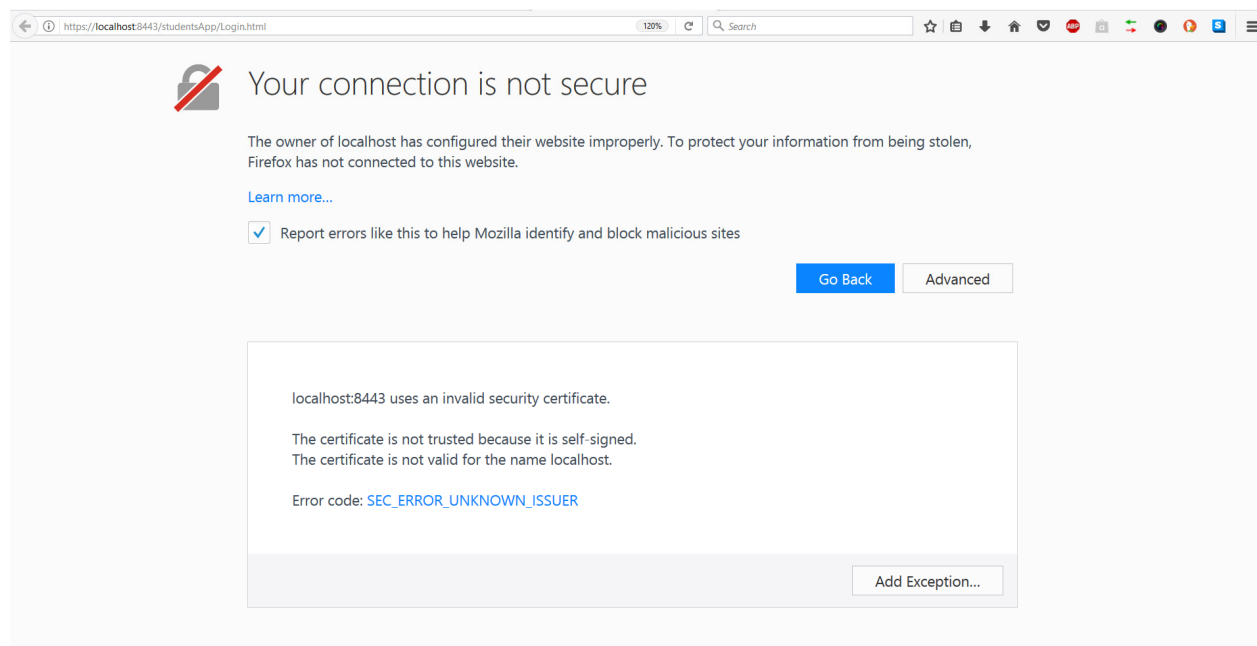 https://localhost:8443/studentsApp/Login.html 120% Search ABP S
Your connection is not secure
The owner of localhost has configured their website improperly. To protect your information from being stolen,
Firefox has not connected to this website.
Learn more...
Report errors like this to help Mozilla identify and block malicious sites
Go Back Advanced
localhost:8443 uses an invalid security certificate.
The certificate is not trusted because it is self-signed.
The certificate is not valid for the name localhost.
Error code: SEC_ERROR_UNKNOWN_ISSUER
Add Exception...